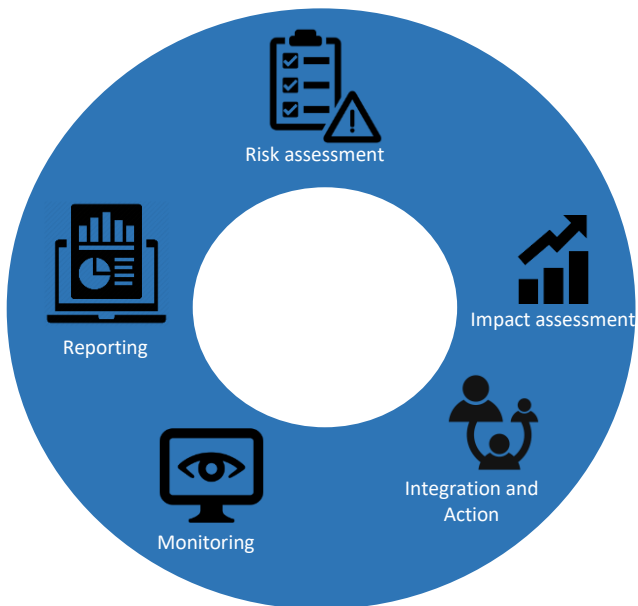 Risk assessment
Impact assessment
Integration and
Action
Monitoring
Reporting